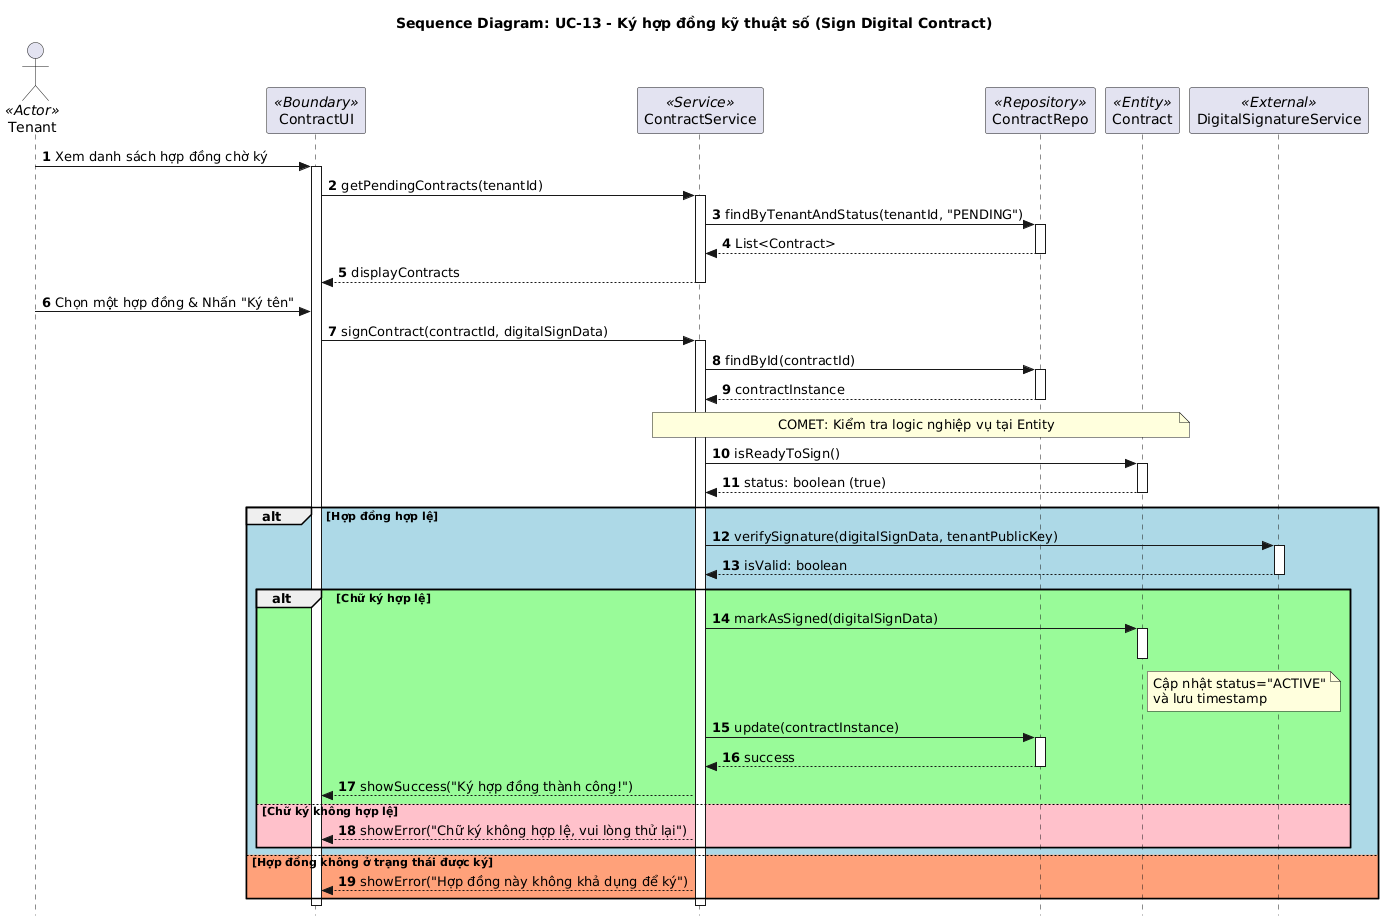 Sequence Diagram: UC-13 - Ký hợp đồng kỹ thuật số (Sign Digital Contract)
«Actor»
Tenant
«Boundary»
ContractUI
«Service»
ContractService
«Repository»
ContractRepo
«Entity»
Contract
«External»
DigitalSignatureService
1 Xem danh sách hợp đồng chờ ký
2 getPendingContracts(tenantId)
3 findByTenantAndStatus(tenantId, "PENDING")
4 List<Contract>
5 displayContracts
6 Chọn một hợp đồng & Nhấn "Ký tên"
7 signContract(contractId, digitalSignData)
8 findById(contractId)
9 contractInstance
COMET: Kiểm tra logic nghiệp vụ tại Entity
10 isReadyToSign()
11 status: boolean (true)
alt [Hợp đồng hợp lệ]
12 verifySignature(digitalSignData, tenantPublicKey)
13 isValid: boolean
alt [Chữ ký hợp lệ]
14 markAsSigned(digitalSignData)
Cập nhật status="ACTIVE"
và lưu timestamp
15 update(contractInstance)
16 success
17 showSuccess("Ký hợp đồng thành công!")
[Chữ ký không hợp lệ]
18 showError("Chữ ký không hợp lệ, vui lòng thử lại")
[Hợp đồng không ở trạng thái được ký]
19 showError("Hợp đồng này không khả dụng để ký")